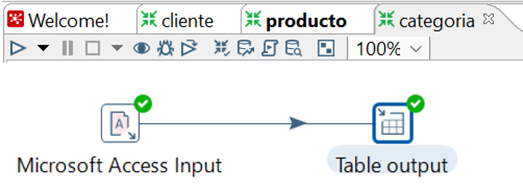 Welcome! cliente producto categoria
100%
A
Microsoft Access Input Table output